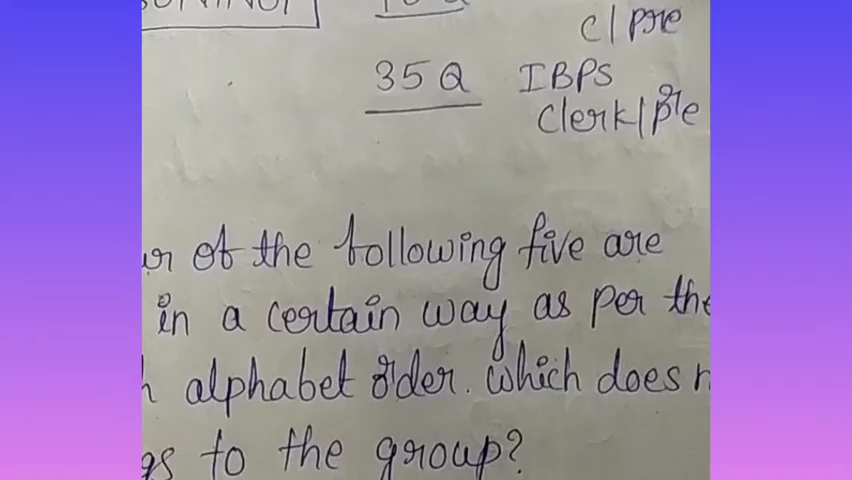 C/pre
35 Q IBPS
Clerk/pre
of the following five are
in a certain way as per the
alphabet order. which does
to the group?